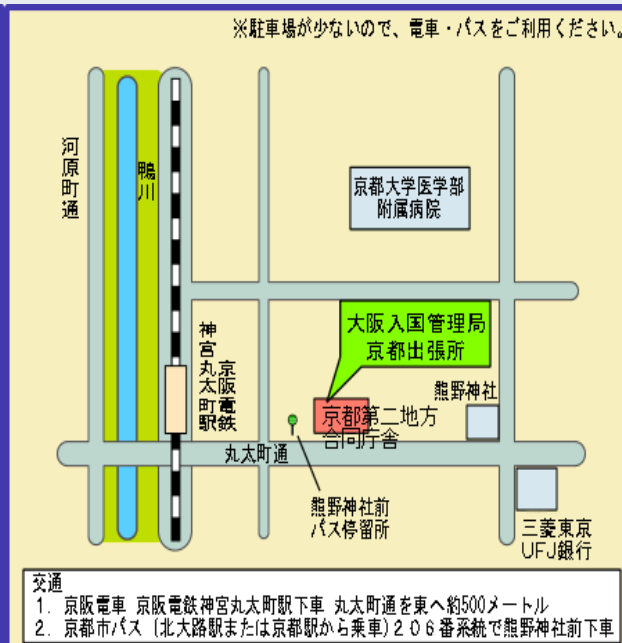 ※駐車場が少ないので、電車・バスをご利用ください。
河原町通
鴨川
京都大学医学部
附属病院
大阪入国管理局
京都出張所
京阪電鉄
神宮丸太町駅
熊野神社
京都第二地方
合同庁舎
丸太町通
熊野神社前
バス停留所
三菱東京
UFJ銀行
交通
1. 京阪電車 京阪電鉄神宮丸太町駅下車 丸太町通を東へ約500メートル
2. 京都市バス (北大路駅または京都駅から乗車)206番系統で熊野神社前下車